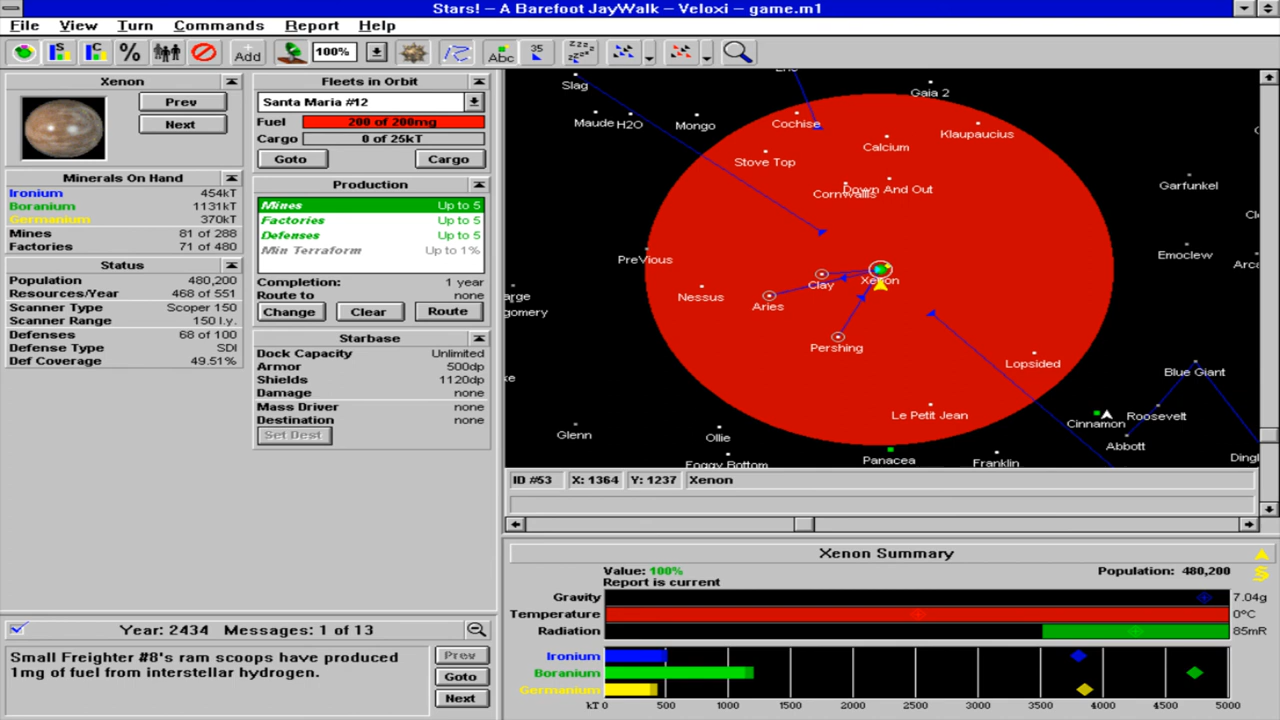 Stars! – A Barefoot JayWalk – Veloxi – game.m1
File View Turn Commands Report Help
S C % Add 100% Abc 35 ZZZ
Xenon
Prev
Next
Minerals On Hand
Ironium 454kT
Boranium 1131kT
Germanium 370kT
Mines 81 of 288
Factories 71 of 480
Status
Population 480,200
Resources/Year 468 of 551
Scanner Type Scoper 150
Scanner Range 150 l.y.
Defenses 68 of 100
Defense Type SDI
Def Coverage 49.51%
Fleets in Orbit
Santa Maria #12
Fuel 200 of 200mg
Cargo 0 of 25kT
Goto Cargo
Production
Mines Up to 5
Factories Up to 5
Defenses Up to 5
Min Terraform Up to 1%
Completion: 1 year
Route to none
Change Clear Route
Starbase
Dock Capacity Unlimited
Armor 500dp
Shields 1120dp
Damage none
Mass Driver none
Destination none
Set Dest
Slag
Gaia 2
Maude H2O Mongo Cochise Klaupaucius
Calcium
Stove Top
Cornwallis Down And Out Garfunkel
PreVious Emoclew
Clay Xenon
Nessus Aries
Pershing
Lopsided Blue Giant
Le Petit Jean Cinnamon Roosevelt
Glenn Ollie Abbott
Foggy Bottom Panacea Franklin
ID #53 X: 1364 Y: 1237 Xenon
Xenon Summary
Value: 100% Population: 480,200
Report is current
Gravity 7.04g
Temperature 0°C
Radiation 85mR
Ironium
Boranium
Germanium
kT 0 500 1000 1500 2000 2500 3000 3500 4000 4500 5000
Year: 2434 Messages: 1 of 13
Small Freighter #8's ram scoops have produced
1mg of fuel from interstellar hydrogen.
Prev
Goto
Next